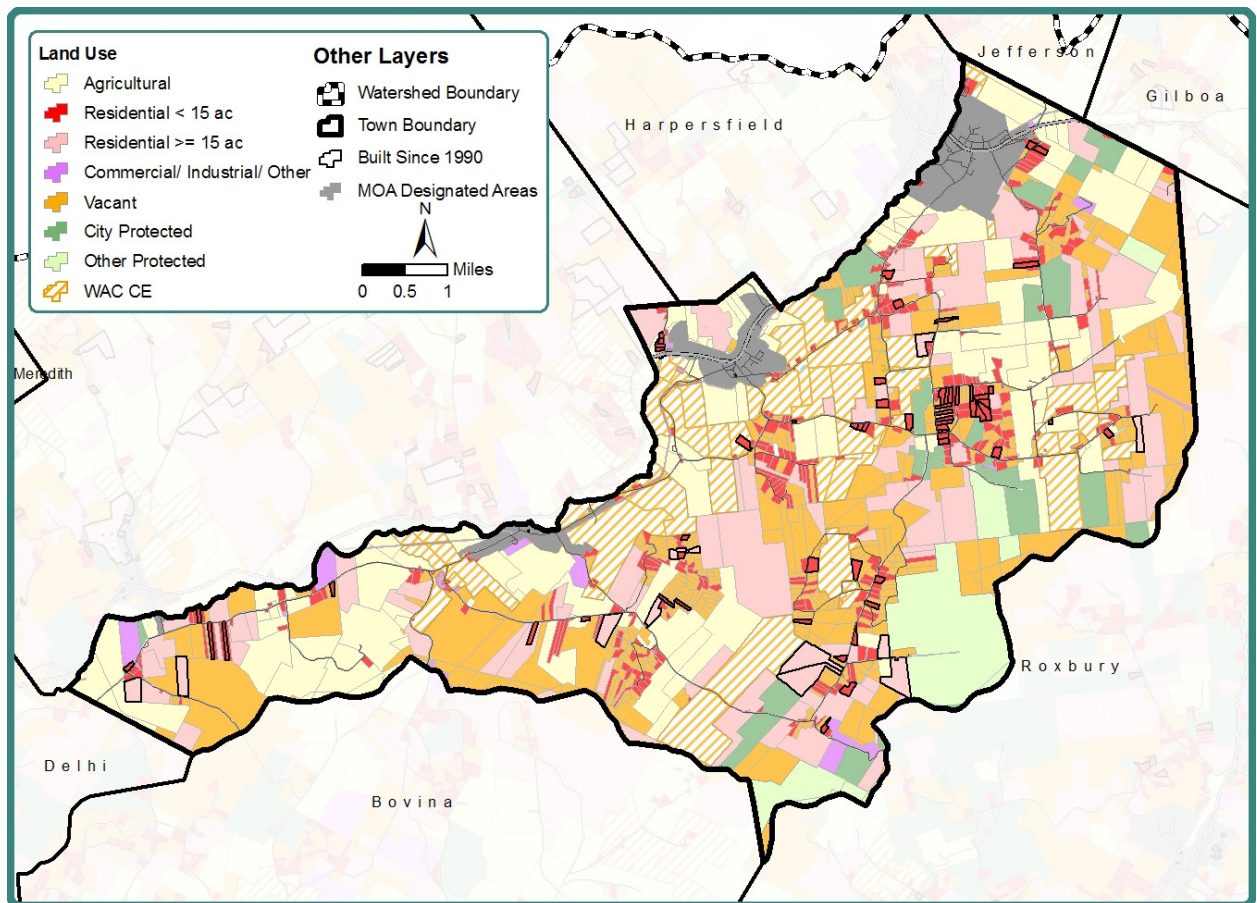 Land Use
Agricultural
Residential < 15 ac
Residential >= 15 ac
Commercial/ Industrial/ Other
Vacant
City Protected
Other Protected
WAC CE
Other Layers
Watershed Boundary
Town Boundary
Built Since 1990
MOA Designated Areas
N
Miles
0 0.5 1
Jefferson
Gilboa
Harpersfield
Meredith
Roxbury
Delhi
Bovina